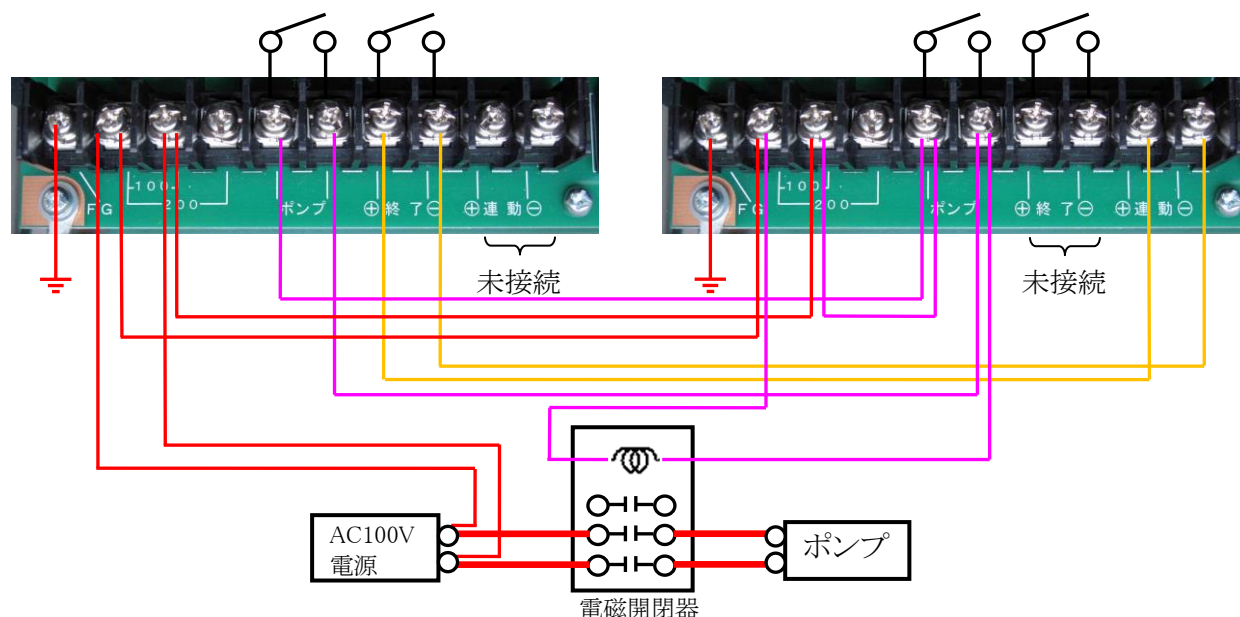 FG
100
200
ポンプ
⊕終了⊖
⊕連動⊖
FG
100
200
ポンプ
⊕終了⊖
⊕連動⊖
未接続
未接続
AC100V
電源
ポンプ
電磁開閉器